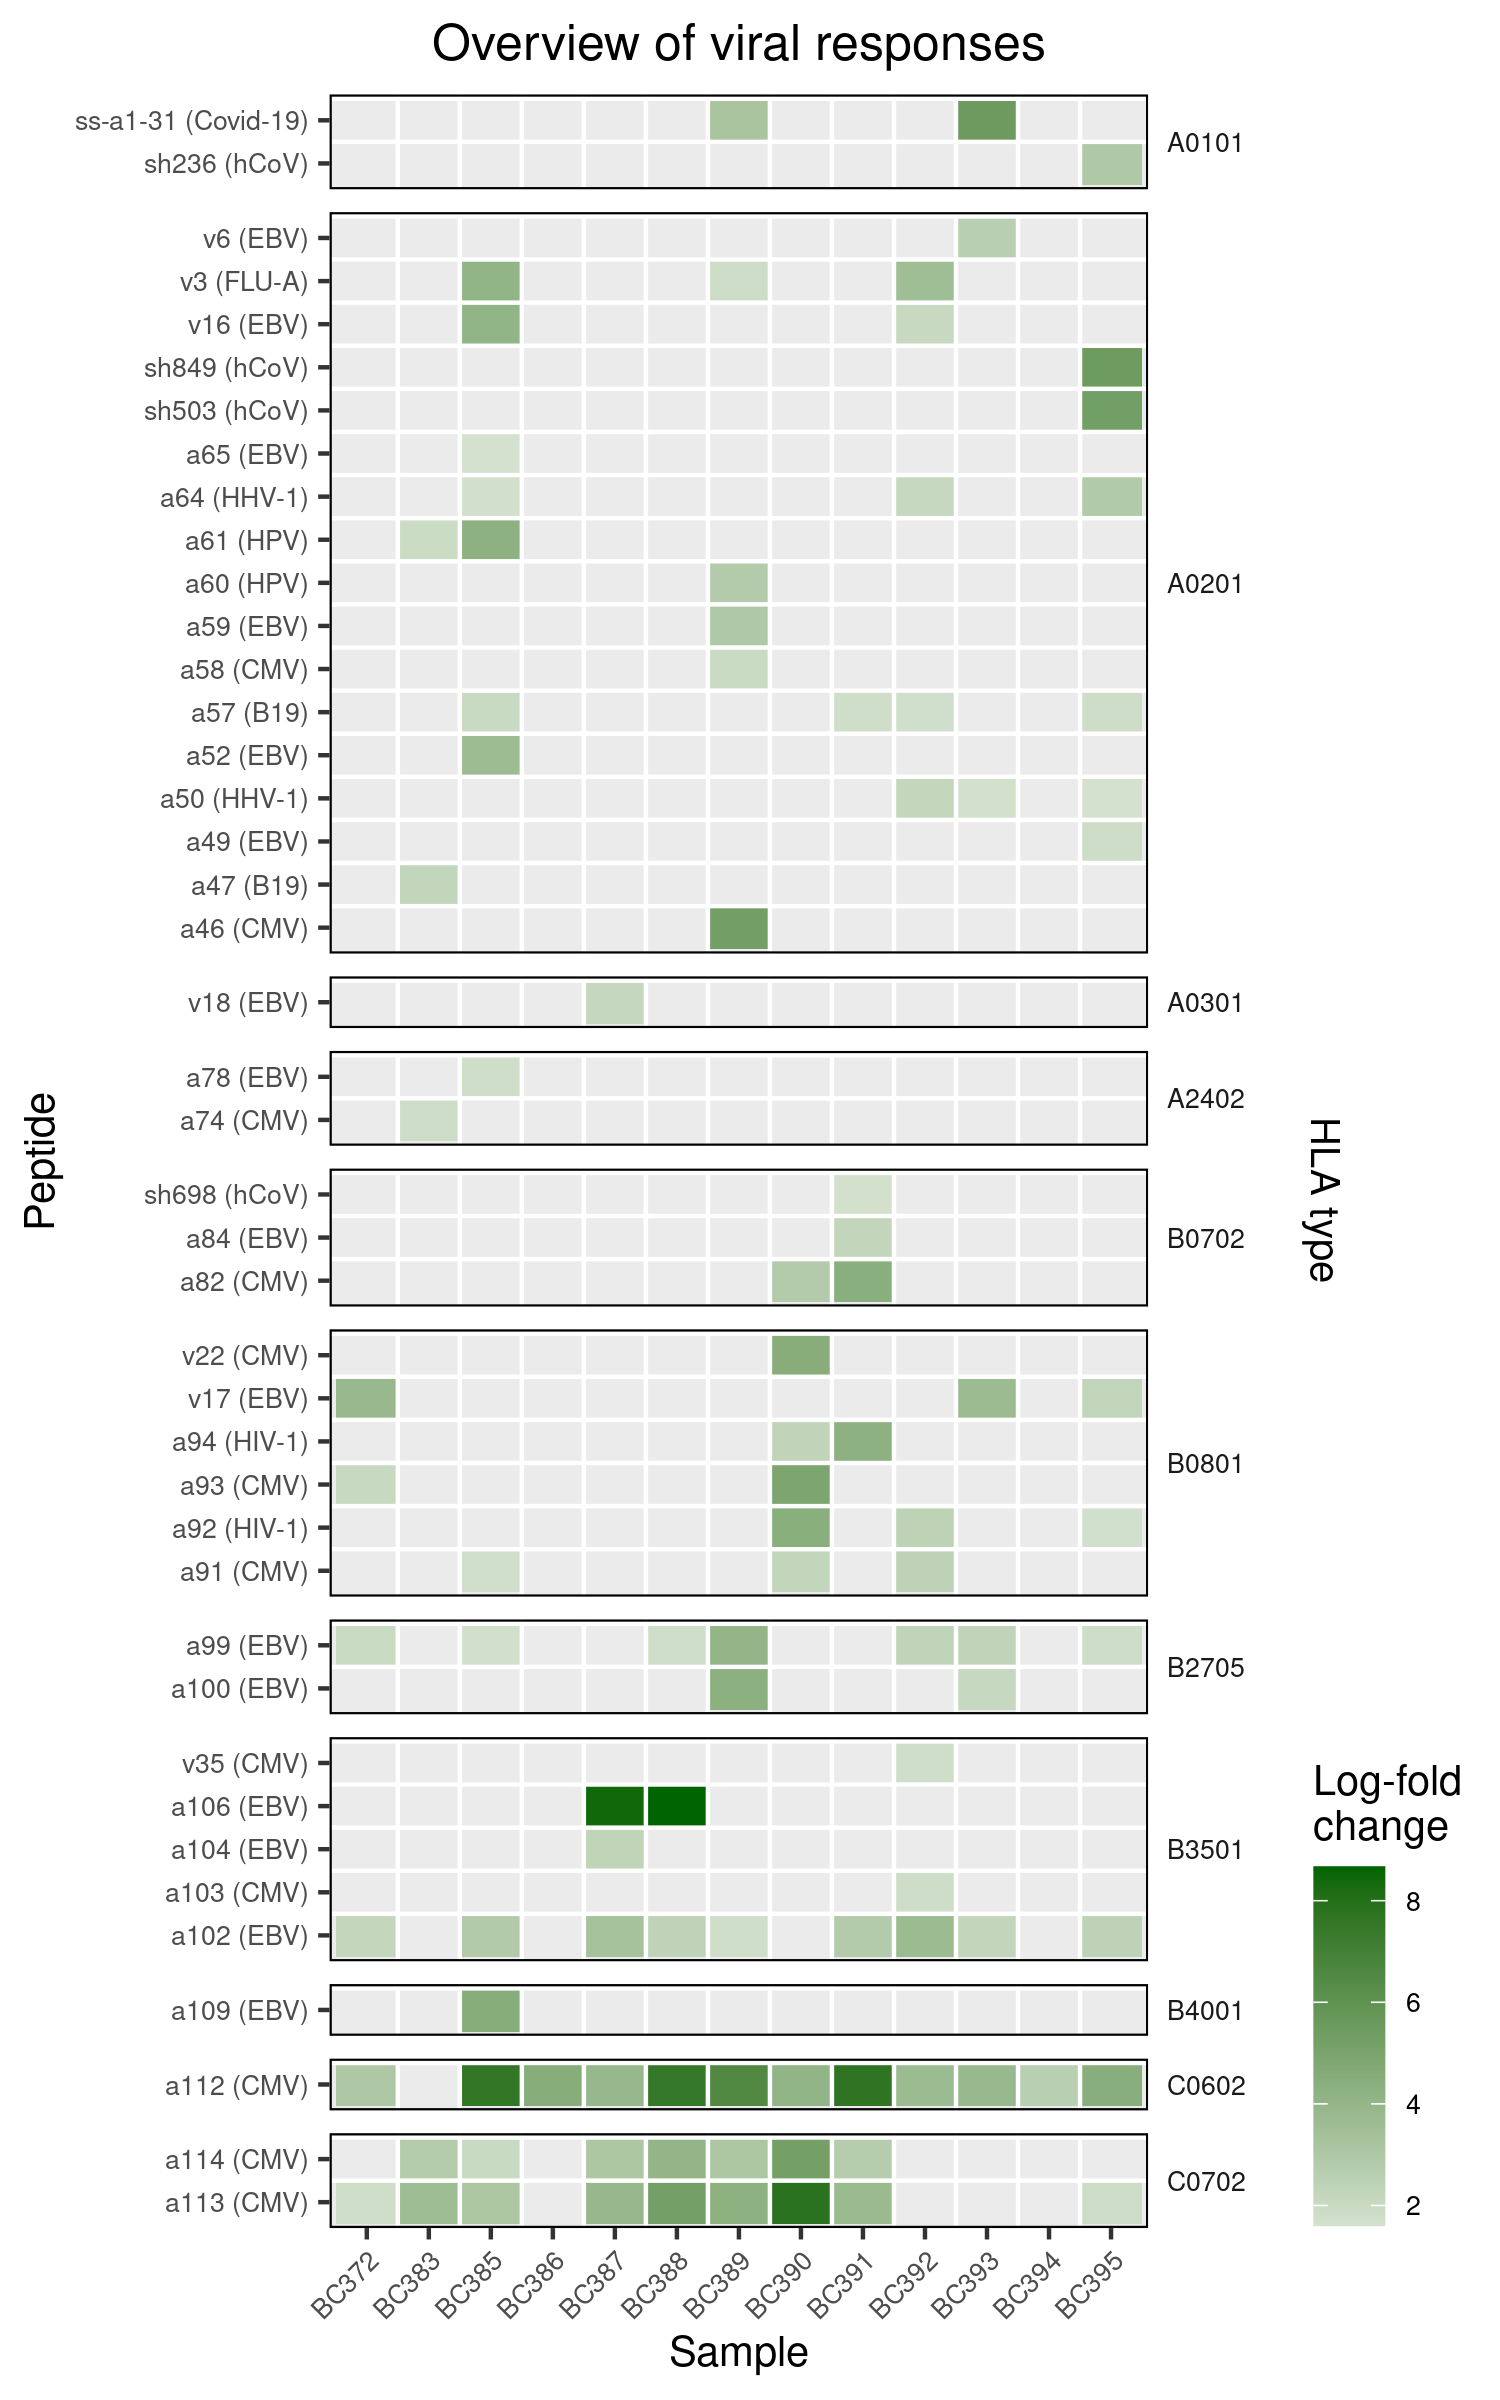 Overview of viral responses
ss-a1-31 (Covid-19)
sh236 (hCoV)
A0101
v6 (EBV)
v3 (FLU-A)
v16 (EBV)
sh849 (hCoV)
sh503 (hCoV)
a65 (EBV)
a64 (HHV-1)
a61 (HPV)
a60 (HPV)
a59 (EBV)
a58 (CMV)
a57 (B19)
a52 (EBV)
a50 (HHV-1)
a49 (EBV)
a47 (B19)
a46 (CMV)
A0201
v18 (EBV)
A0301
a78 (EBV)
a74 (CMV)
A2402
sh698 (hCoV)
a84 (EBV)
a82 (CMV)
B0702
v22 (CMV)
v17 (EBV)
a94 (HIV-1)
a93 (CMV)
a92 (HIV-1)
a91 (CMV)
B0801
a99 (EBV)
a100 (EBV)
B2705
v35 (CMV)
a106 (EBV)
a104 (EBV)
a103 (CMV)
a102 (EBV)
B3501
a109 (EBV)
B4001
a112 (CMV)
C0602
a114 (CMV)
a113 (CMV)
C0702
BC372
BC383
BC385
BC386
BC387
BC388
BC389
BC390
BC391
BC392
BC393
BC394
BC395
Sample
Peptide
HLA type
Log-fold
change
8
6
4
2